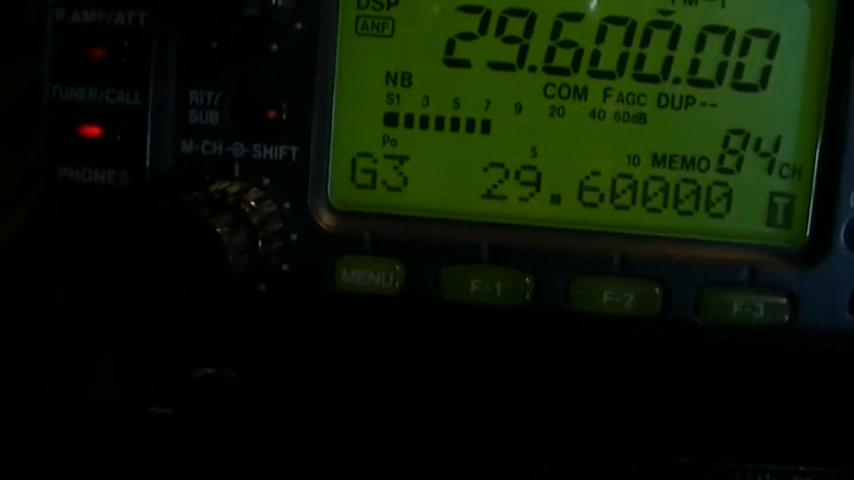 P.AMP/ATT
DSP
ANF
29.600.00
TUNER/CALL
NB
COM FAGC DUP--
RIT/
SUB
S1 3 5 7 9 20 40 60dB
M-CH SHIFT
Po 5 10 MEMO 84 CH
PHONES
G3 29.60000 T
MENU F-1 F-2 F-3